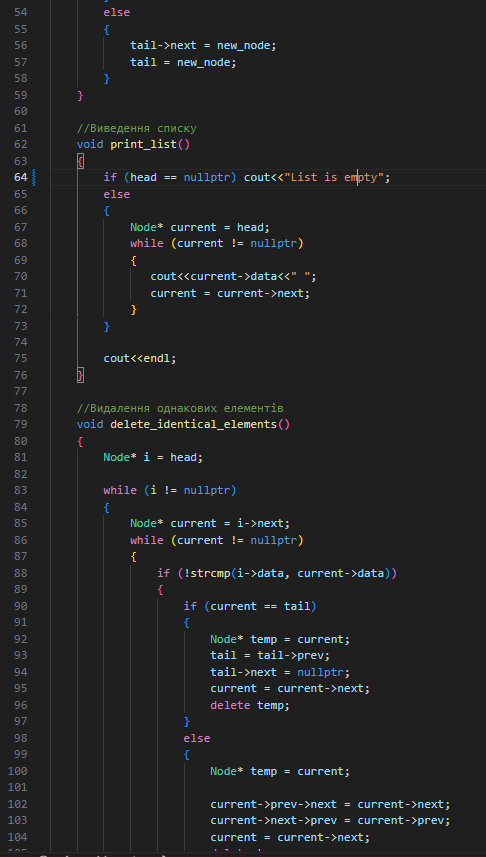 54 else
55 {
56 tail->next = new_node;
57 tail = new_node;
58 }
59 }
60
61 //Виведення списку
62 void print_list()
63 {
64 if (head == nullptr) cout<<"List is empty";
65 else
66 {
67 Node* current = head;
68 while (current != nullptr)
69 {
70 cout<<current->data<<" ";
71 current = current->next;
72 }
73 }
74
75 cout<<endl;
76 }
77
78 //Видалення однакових елементів
79 void delete_identical_elements()
80 {
81 Node* i = head;
82
83 while (i != nullptr)
84 {
85 Node* current = i->next;
86 while (current != nullptr)
87 {
88 if (!strcmp(i->data, current->data))
89 {
90 if (current == tail)
91 {
92 Node* temp = current;
93 tail = tail->prev;
94 tail->next = nullptr;
95 current = current->next;
96 delete temp;
97 }
98 else
99 {
100 Node* temp = current;
101
102 current->prev->next = current->next;
103 current->next->prev = current->prev;
104 current = current->next;